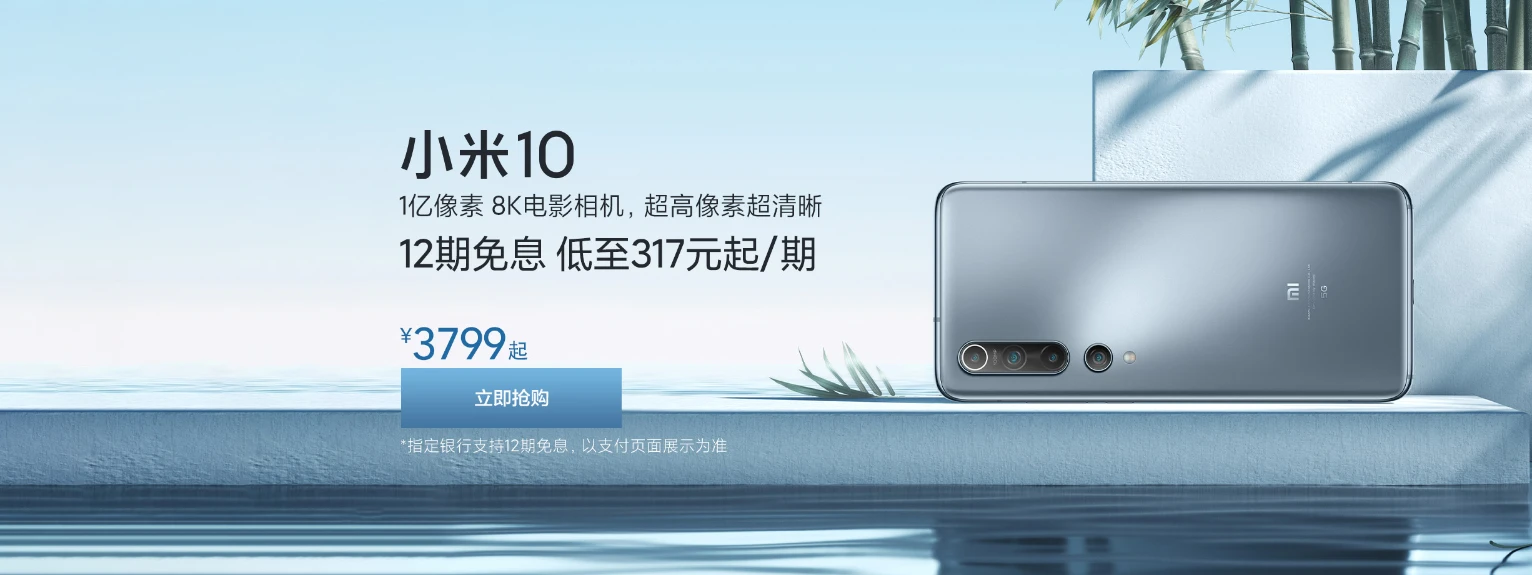 小米10
1亿像素 8K电影相机，超高像素超清晰
12期免息 低至317元起/期
¥3799起
立即抢购
*指定银行支持12期免息，以支付页面展示为准
MI
5G